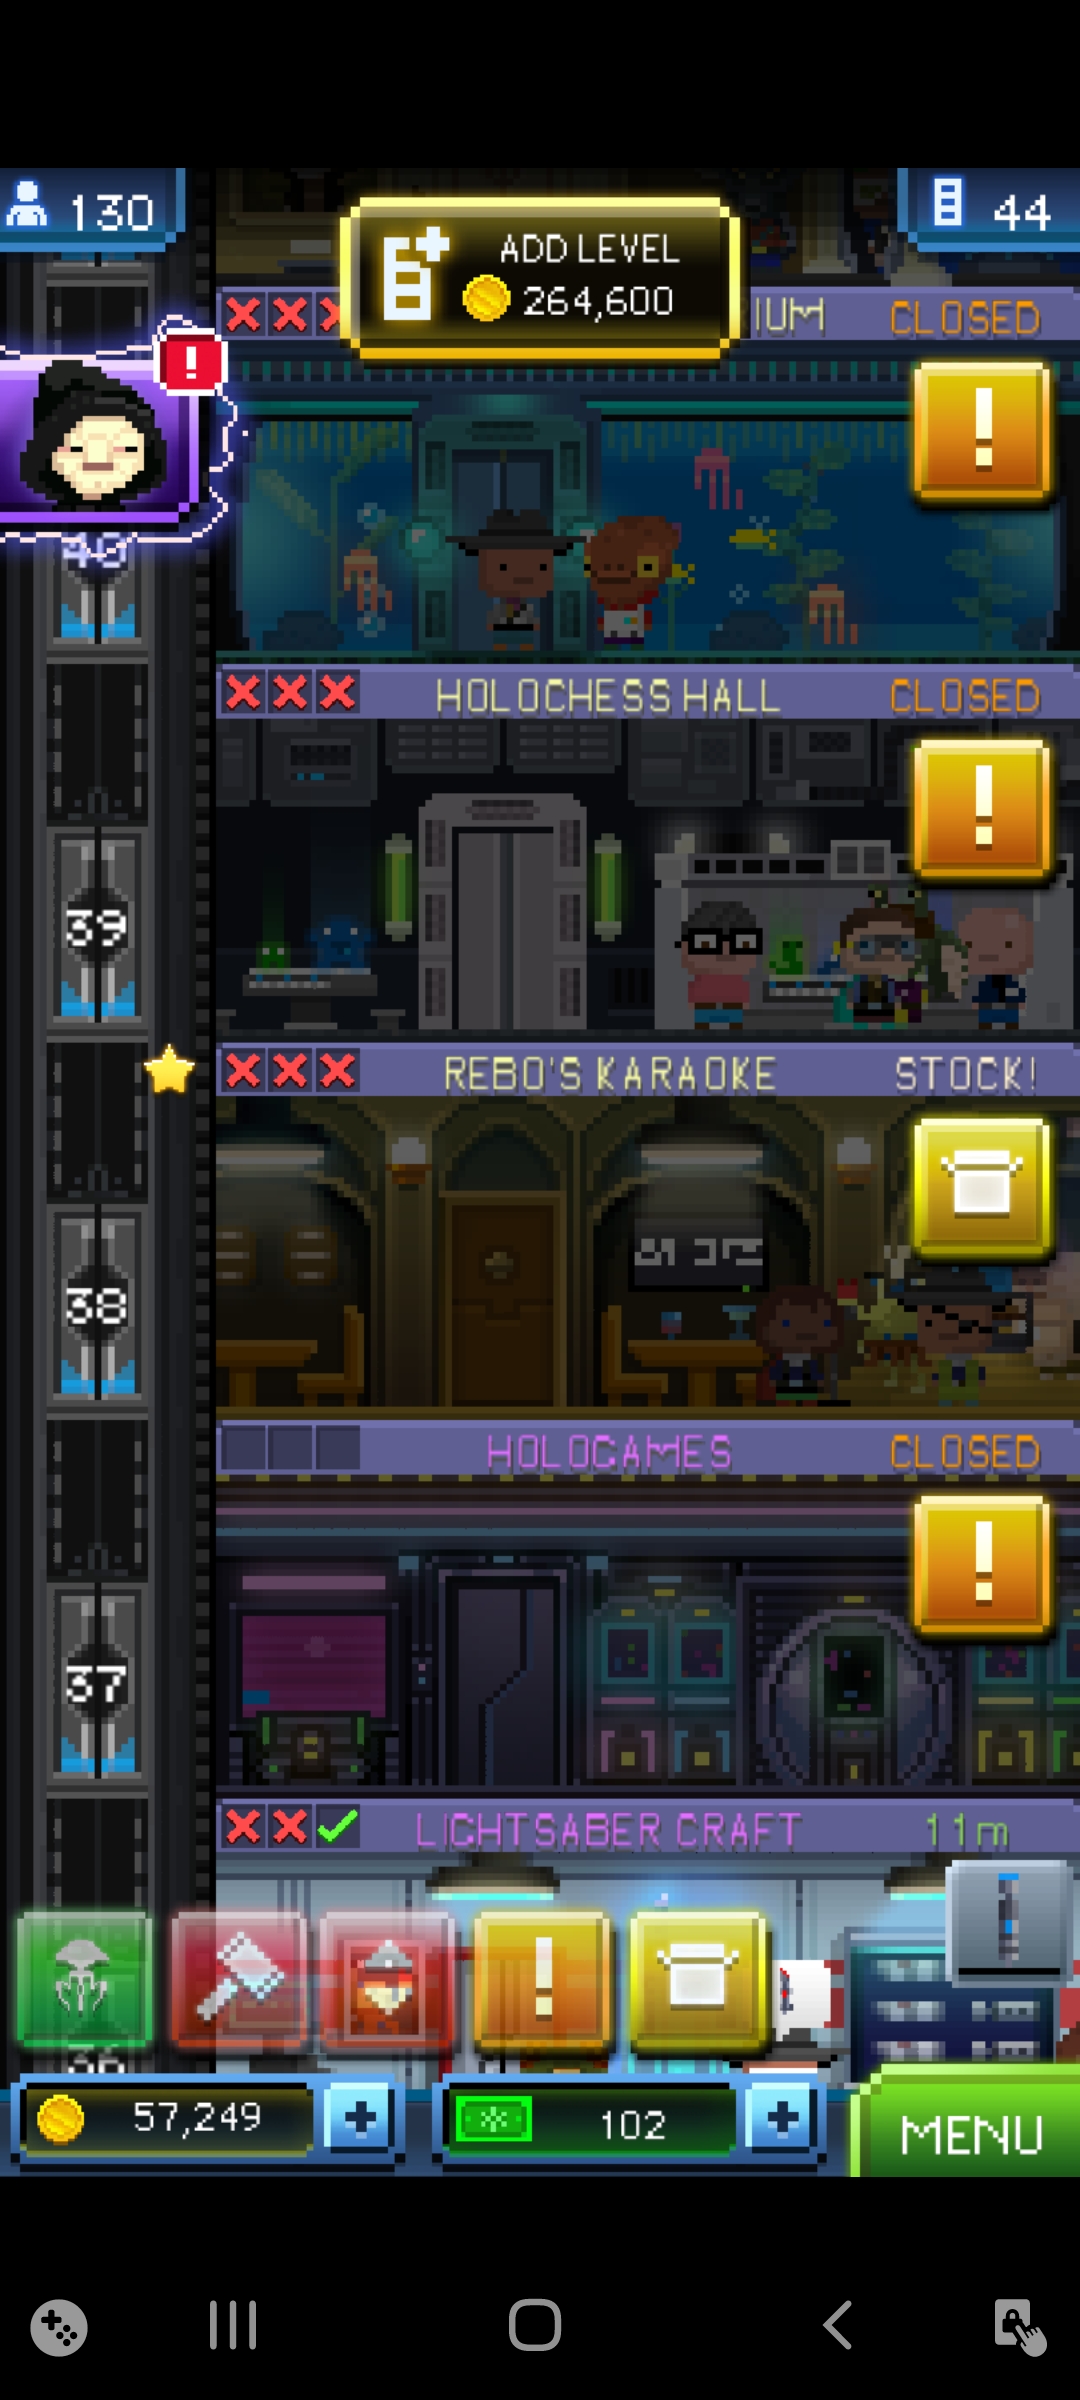 130
44
ADD LEVEL
264,600
IUM CLOSED
40
HOLOCHESS HALL CLOSED
39
REBO'S KARAOKE STOCK!
38
HOLOGAMES CLOSED
37
LIGHTSABER CRAFT 11m
36
57,249
102
MENU